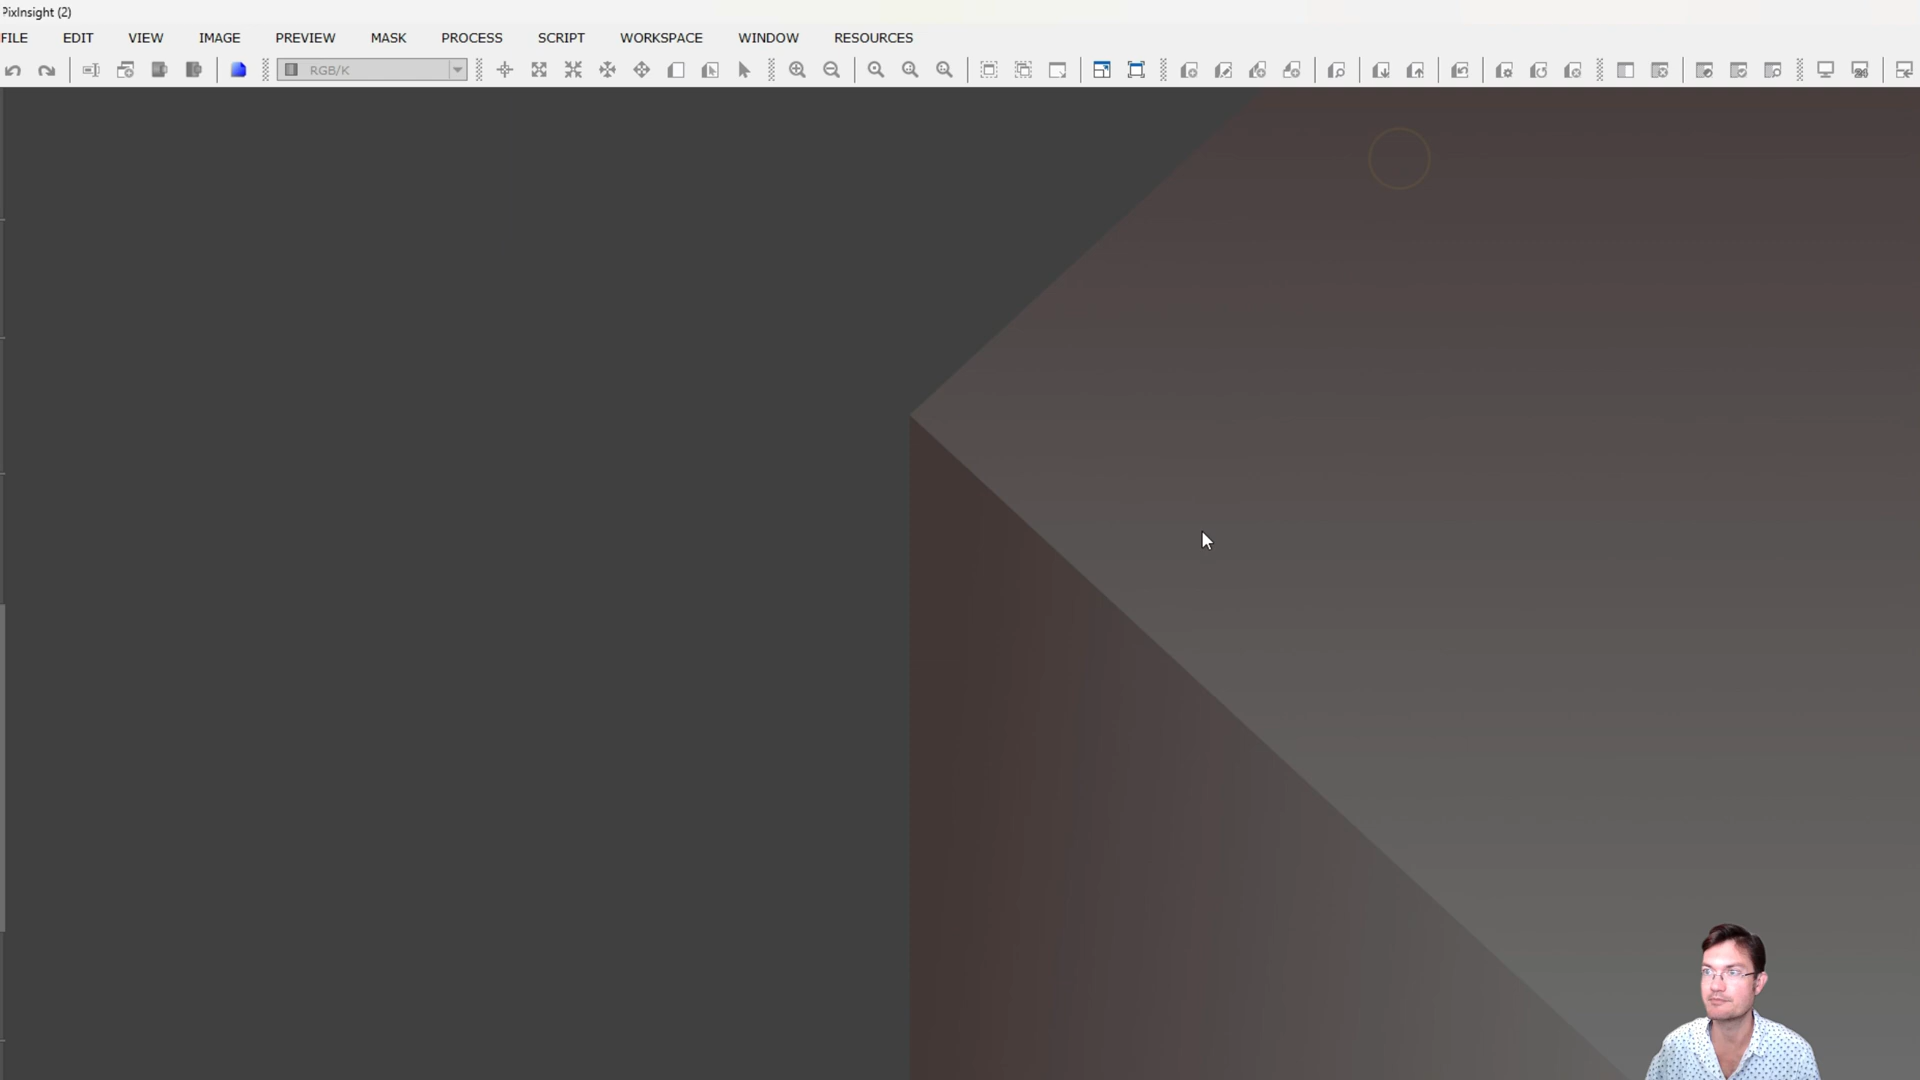 PixInsight (2)
FILE EDIT VIEW IMAGE PREVIEW MASK PROCESS SCRIPT WORKSPACE WINDOW RESOURCES
RGB/K